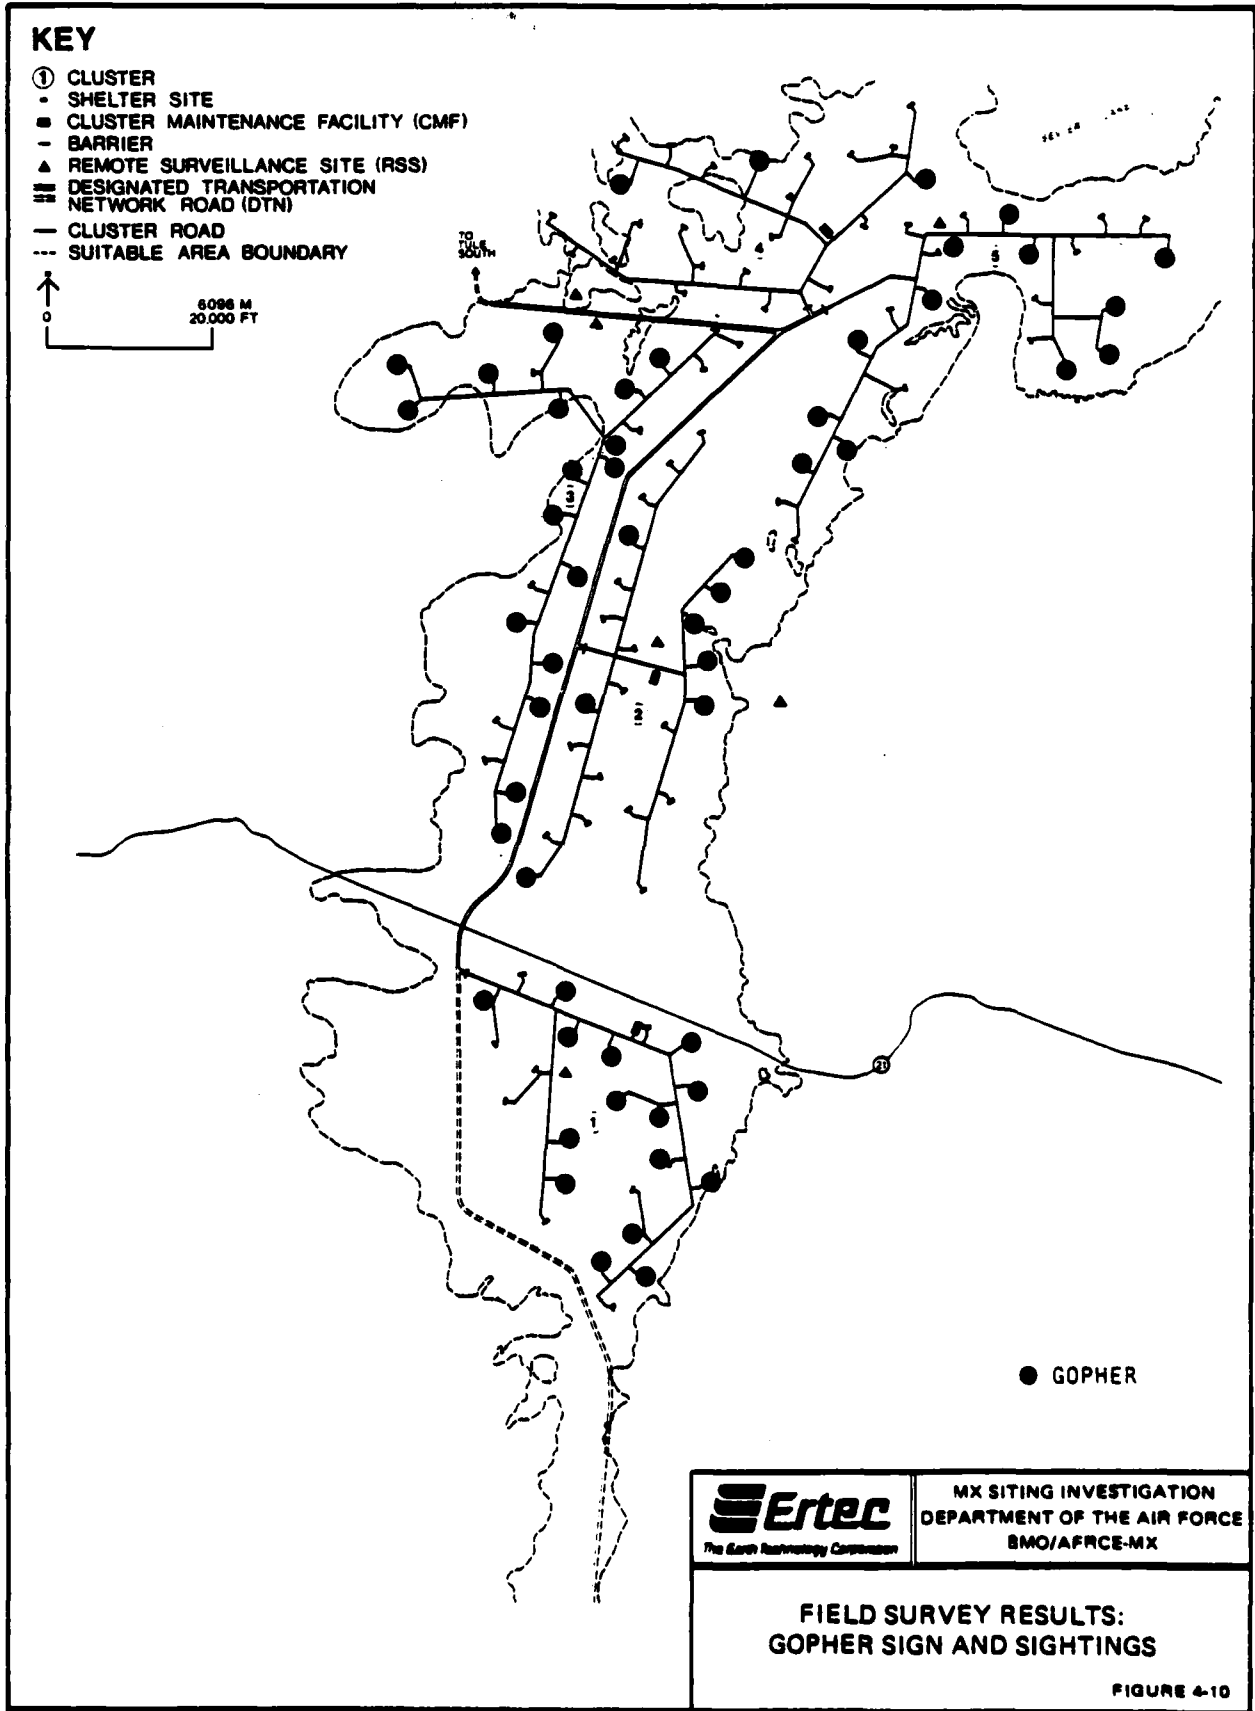 KEY
1 CLUSTER
SHELTER SITE
CLUSTER MAINTENANCE FACILITY (CMF)
BARRIER
REMOTE SURVEILLANCE SITE (RSS)
DESIGNATED TRANSPORTATION
NETWORK ROAD (DTN)
CLUSTER ROAD
SUITABLE AREA BOUNDARY
0
6096 M
20,000 FT
TO
TULE
SOUTH
4
5
3
21
1
GOPHER
Ertec
The Earth Technology Corporation
MX SITING INVESTIGATION
DEPARTMENT OF THE AIR FORCE
BMO/AFRCE-MX
FIELD SURVEY RESULTS:
GOPHER SIGN AND SIGHTINGS
FIGURE 4-10